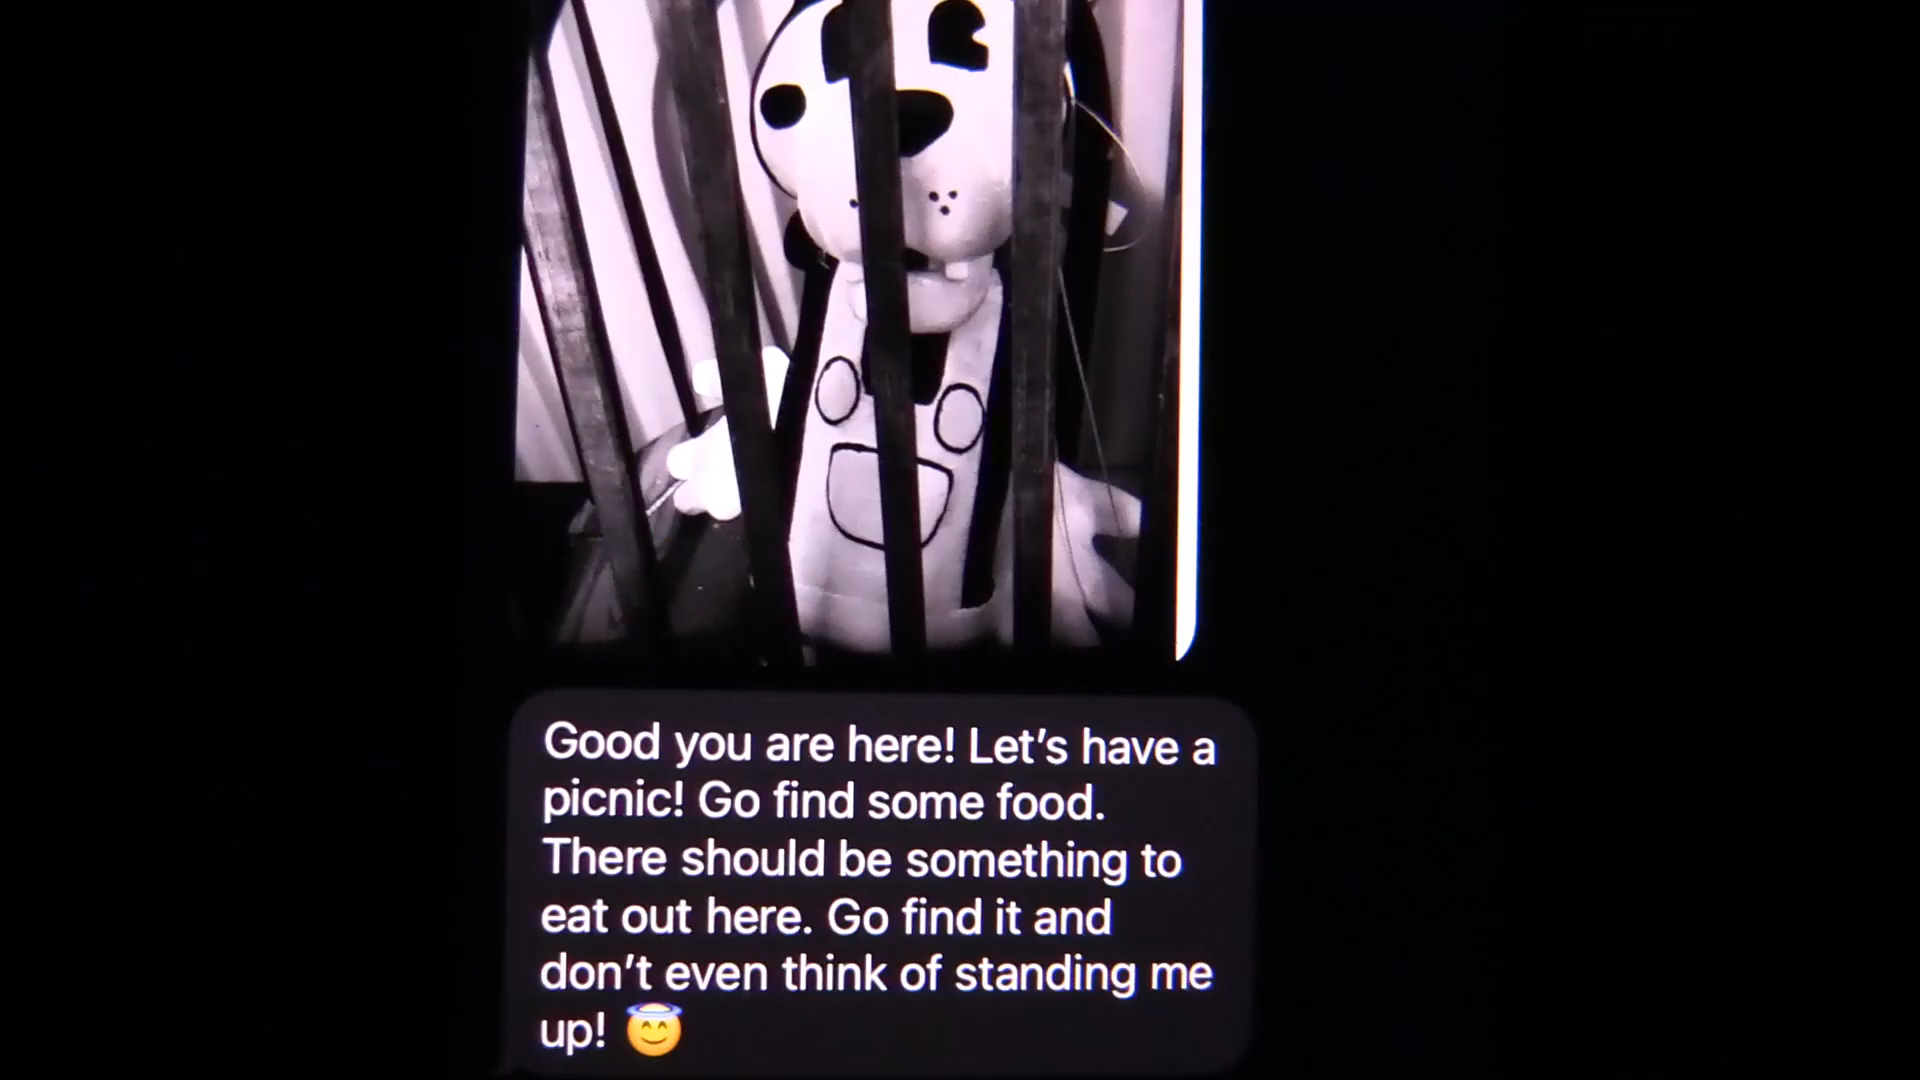 Good you are here! Let’s have a
picnic! Go find some food.
There should be something to
eat out here. Go find it and
don’t even think of standing me
up! 😇